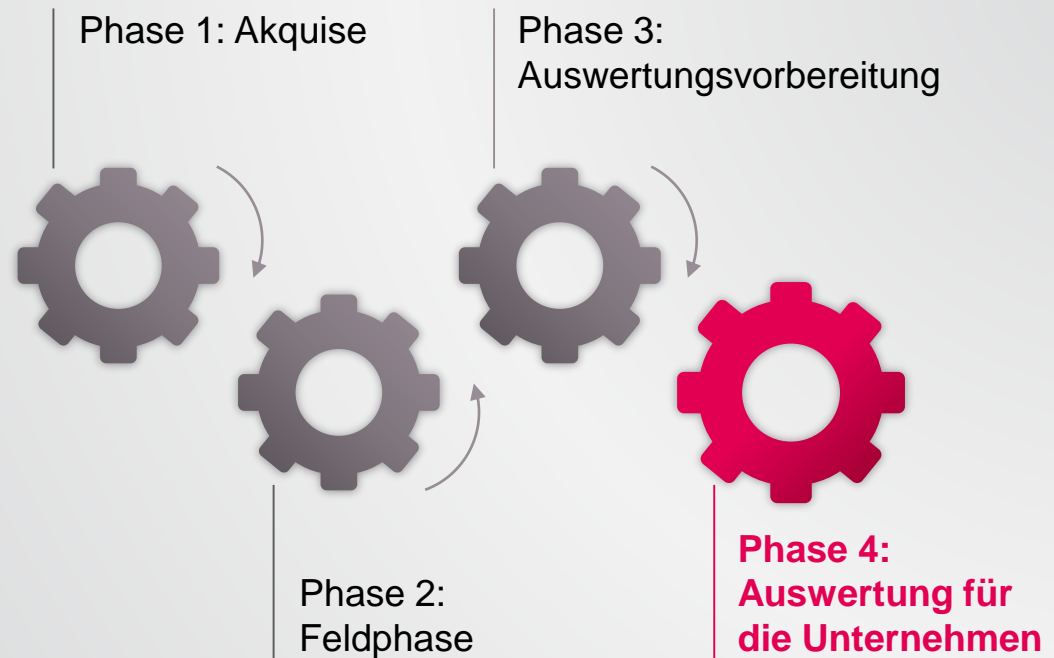 Phase 1: Akquise
Phase 2:
Feldphase
Phase 3:
Auswertungsvorbereitung
Phase 4:
Auswertung für
die Unternehmen